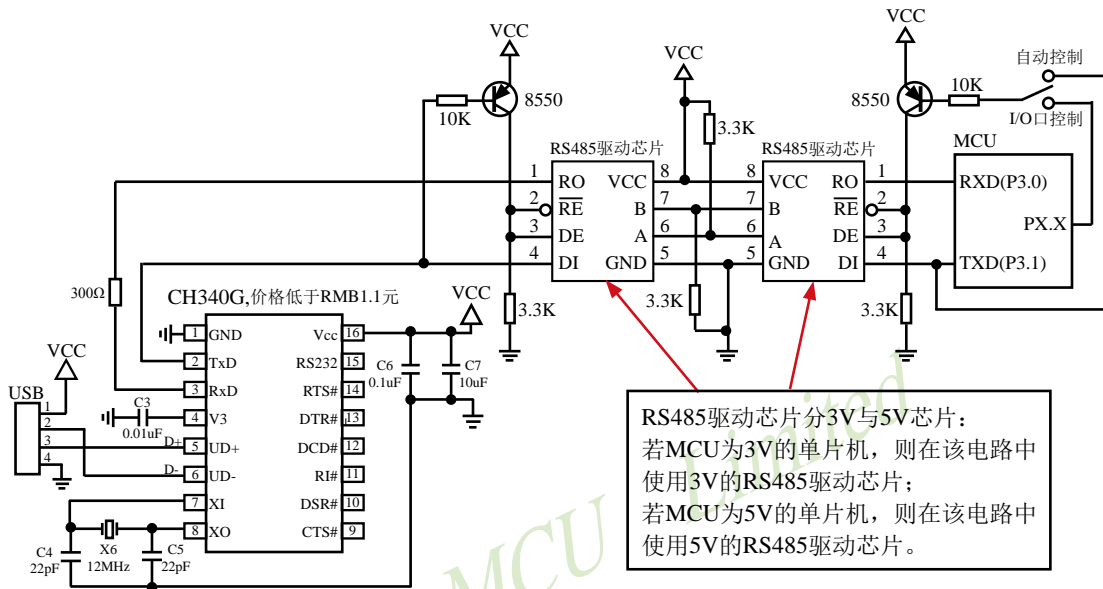 VCC
VCC
VCC
自动控制
8550
8550
10K
10K
I/O口控制
3.3K
MCU
RS485驱动芯片
RS485驱动芯片
1
RO
VCC
8
8
VCC
RO
1
RXD(P3.0)
2
RE
B
7
7
B
RE
2
PX.X
3
DE
A
6
6
A
DE
3
4
DI
GND
5
5
GND
DI
4
TXD(P3.1)
300Ω
CH340G,价格低于RMB1.1元
VCC
3.3K
3.3K
3.3K
1
GND
Vcc
16
2
TxD
RS232
15
C6
0.1uF
C7
10uF
VCC
3
RxD
RTS#
14
USB
1
2
3
4
C3
0.01uF
4
V3
DTR#
13
D+
5
UD+
DCD#
12
D-
6
UD-
RI#
11
7
XI
DSR#
10
8
XO
CTS#
9
C4
22pF
X6
12MHz
C5
22pF
RS485驱动芯片分3V与5V芯片：
若MCU为3V的单片机，则在该电路中
使用3V的RS485驱动芯片；
若MCU为5V的单片机，则在该电路中
使用5V的RS485驱动芯片。
MCU Limited